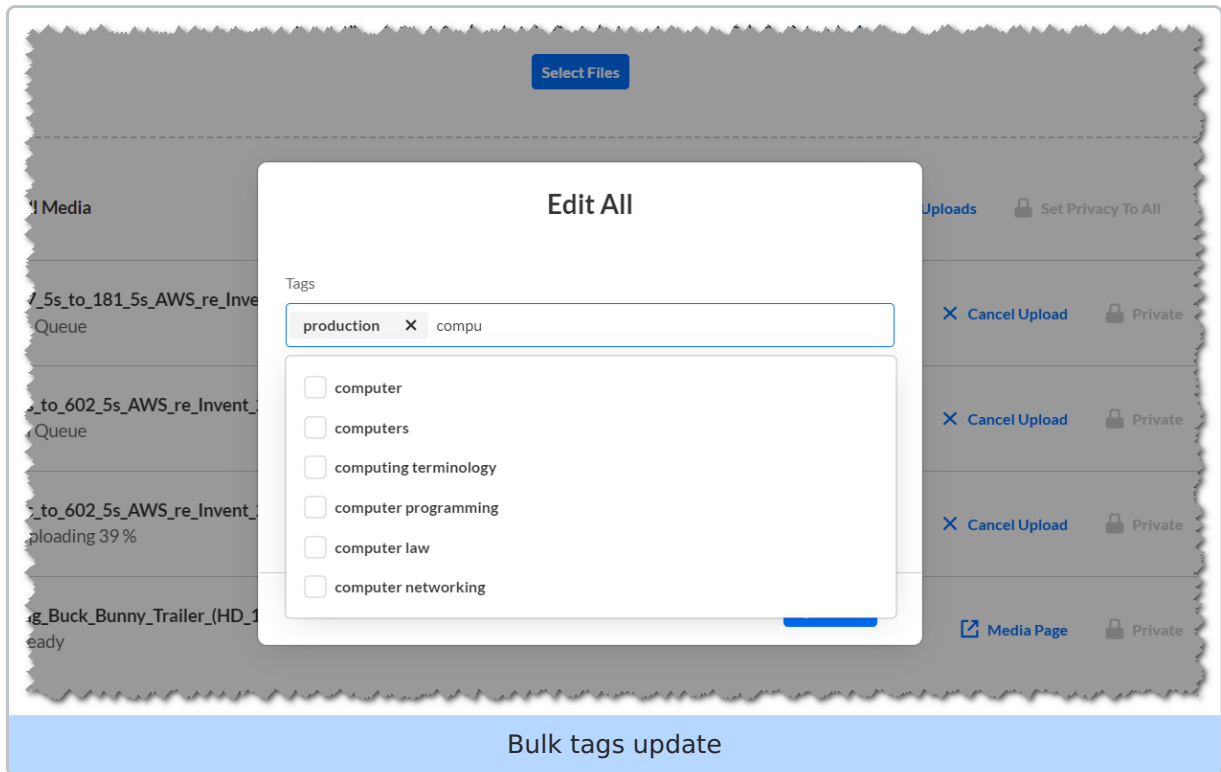 Select Files
Edit All
Media
Uploads
Set Privacy To All
Tags
production compu
7_5s_to_181_5s_AWS_re_Inve
Queue
Cancel Upload
Private
computer
computers
_to_602_5s_AWS_re_Invent_
Queue
Cancel Upload
Private
computing terminology
computer programming
_to_602_5s_AWS_re_Invent_
ploading 39 %
Cancel Upload
Private
computer law
computer networking
g_Buck_Bunny_Trailer_(HD_1
eady
Media Page
Private
Bulk tags update